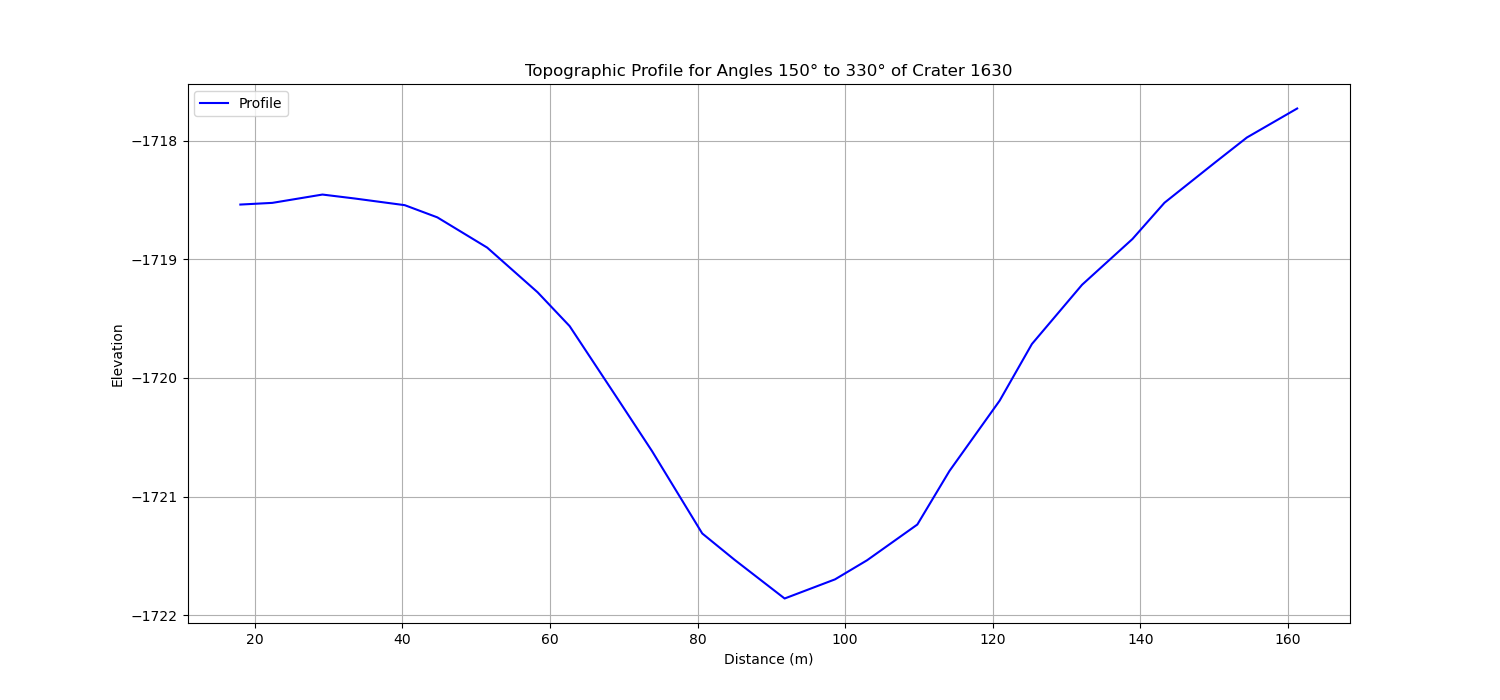 Topographic Profile for Angles 150° to 330° of Crater 1630
Profile
−1718
−1719
−1720
−1721
−1722
Elevation
20 40 60 80 100 120 140 160
Distance (m)